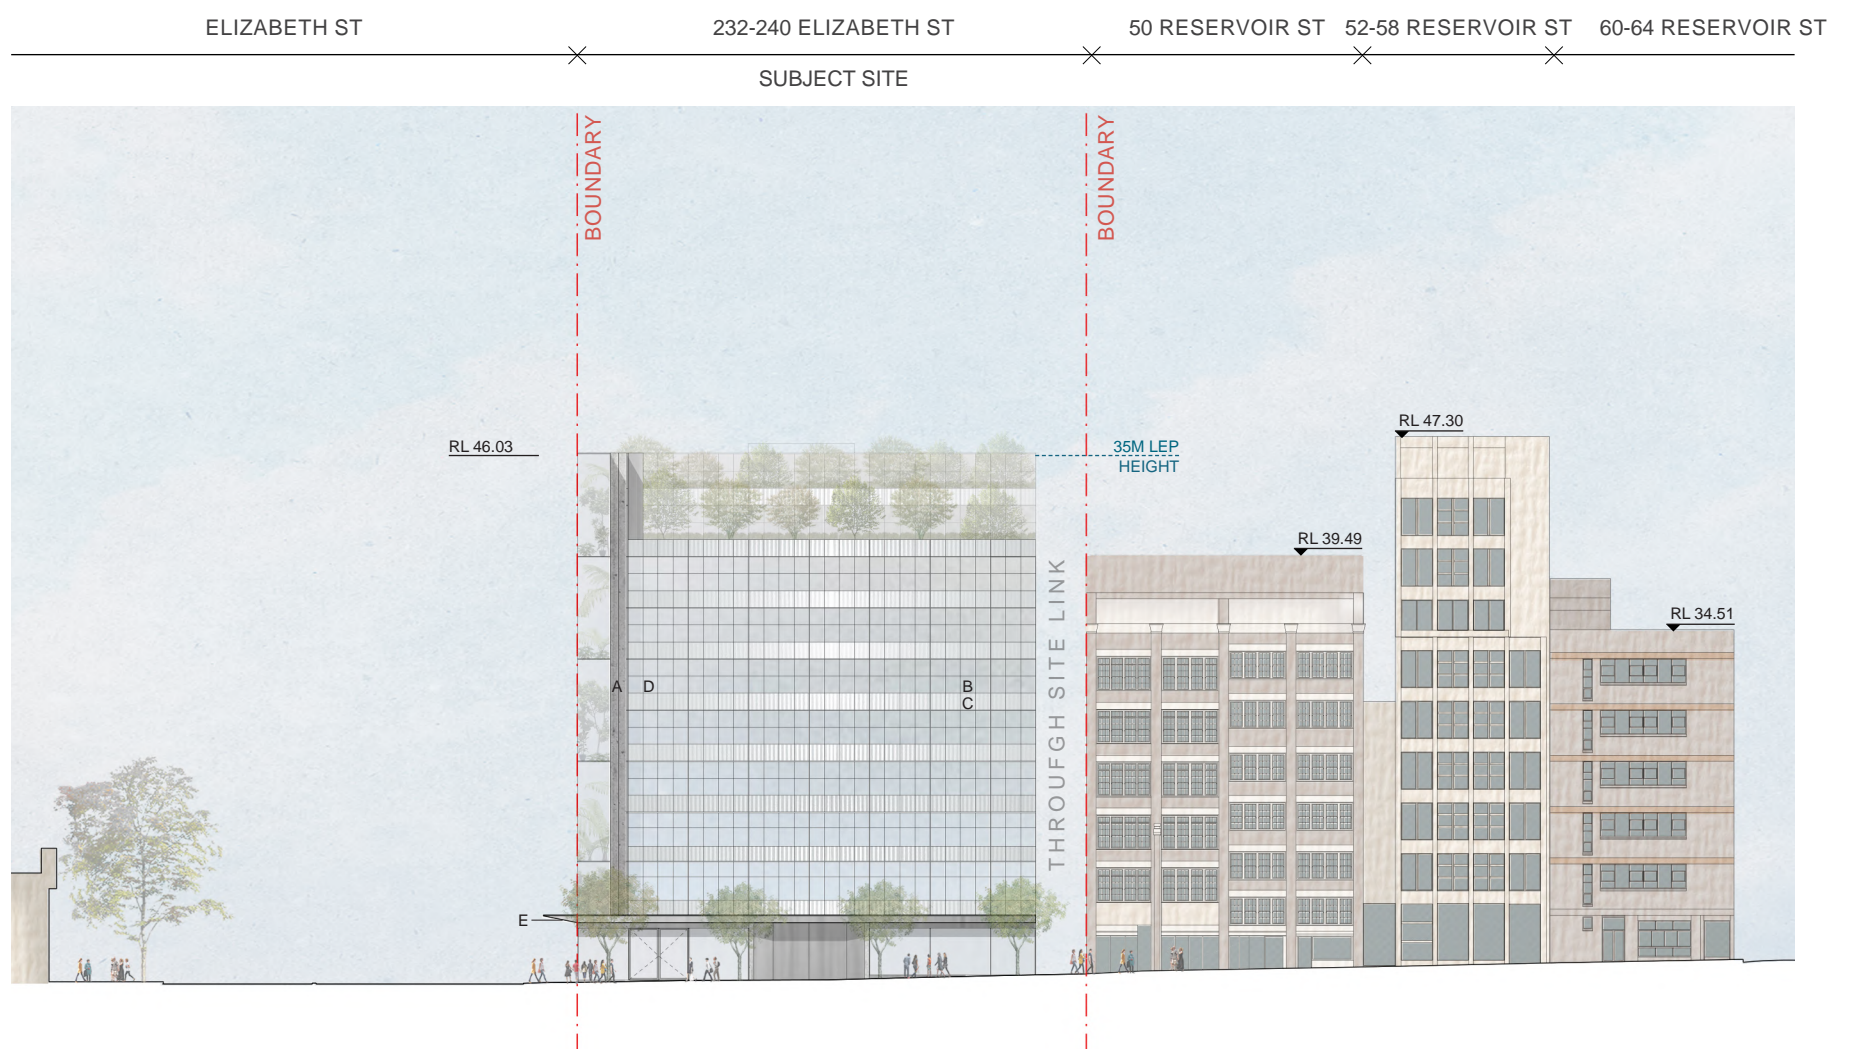 ELIZABETH ST
232-240 ELIZABETH ST
50 RESERVOIR ST
52-58 RESERVOIR ST
60-64 RESERVOIR ST
SUBJECT SITE
BOUNDARY
BOUNDARY
RL 46.03
35M LEP
HEIGHT
RL 47.30
RL 39.49
RL 34.51
THROUFGH SITE LINK
A
D
B
C
E